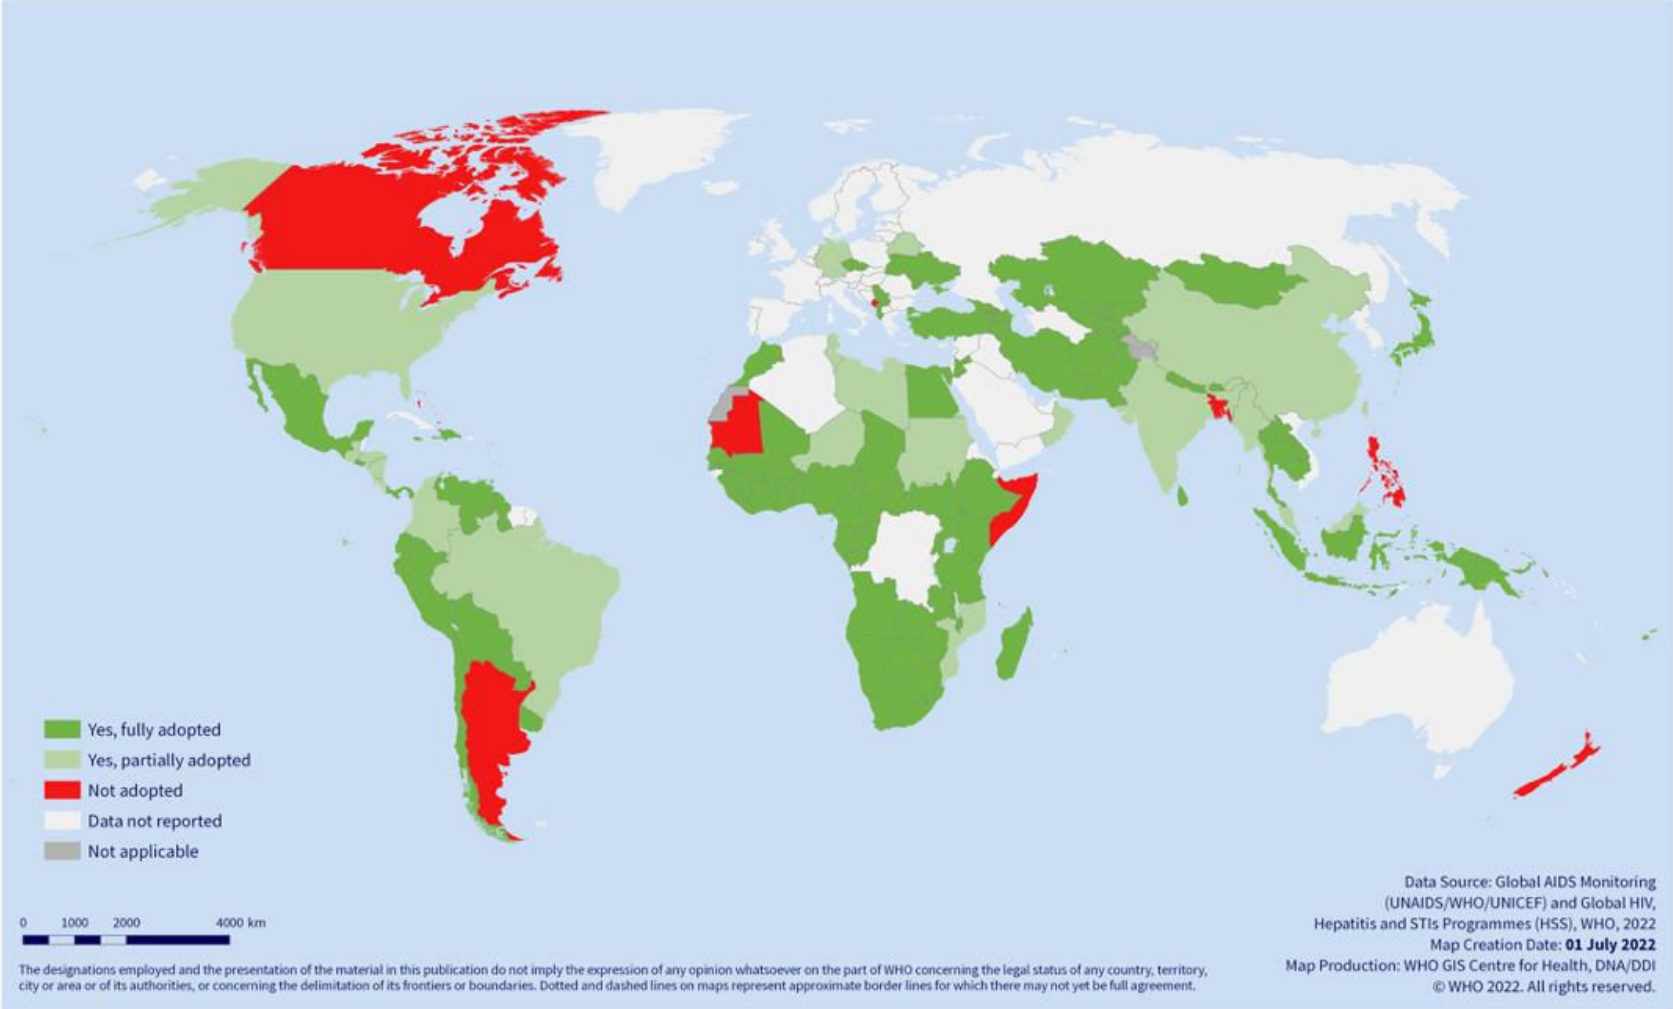 Yes, fully adopted
Yes, partially adopted
Not adopted
Data not reported
Not applicable
0 1000 2000 4000 km
Data Source: Global AIDS Monitoring
(UNAIDS/WHO/UNICEF) and Global HIV,
Hepatitis and STIs Programmes (HSS), WHO, 2022
Map Creation Date: 01 July 2022
Map Production: WHO GIS Centre for Health, DNA/DDI
© WHO 2022. All rights reserved.
The designations employed and the presentation of the material in this publication do not imply the expression of any opinion whatsoever on the part of WHO concerning the legal status of any country, territory,
city or area or of its authorities, or concerning the delimitation of its frontiers or boundaries. Dotted and dashed lines on maps represent approximate border lines for which there may not yet be full agreement.